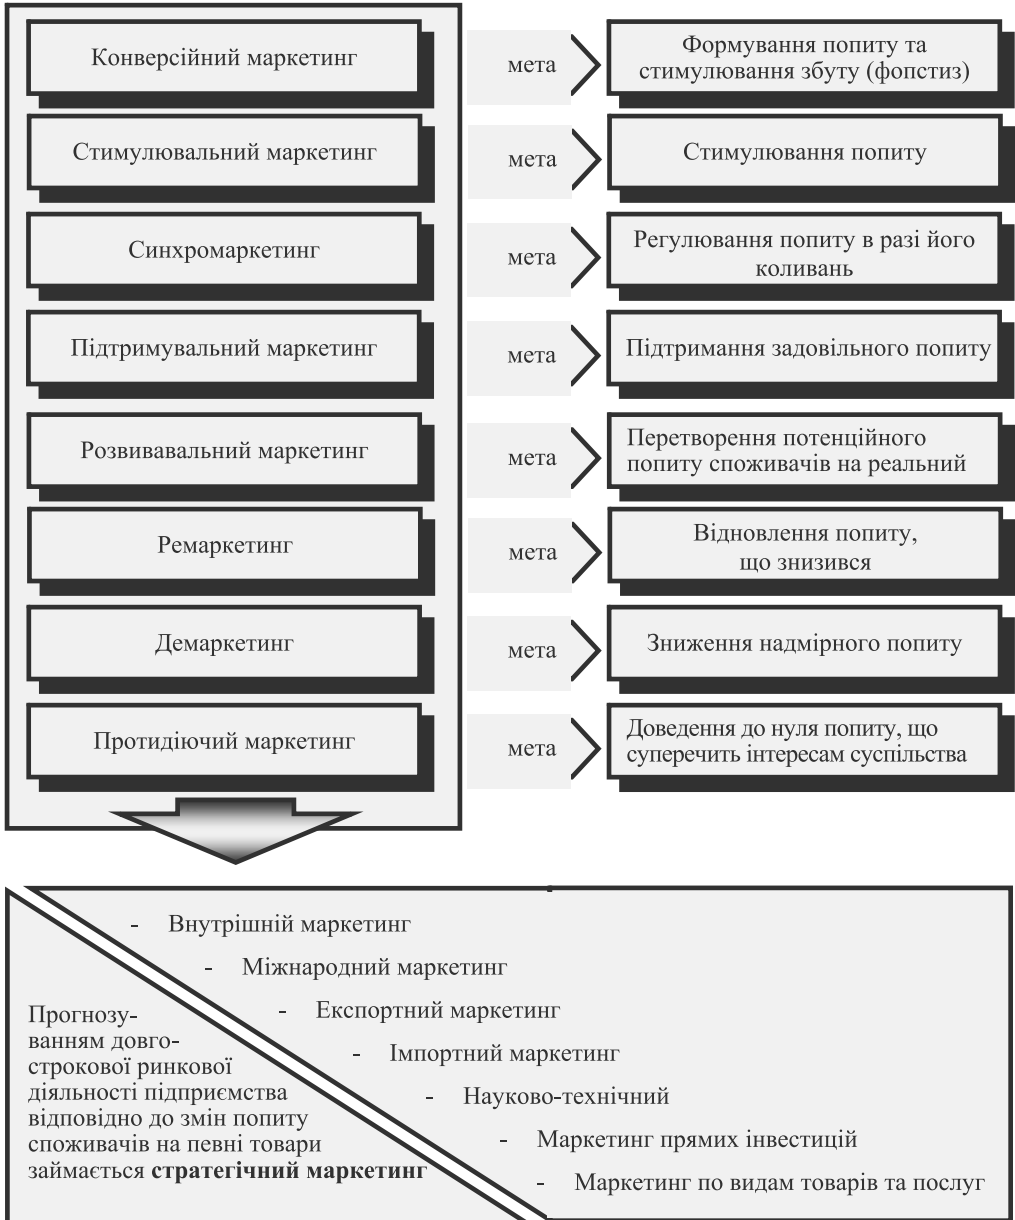 Конверсійний маркетинг
мета
Формування попиту та
стимулювання збуту (фопстиз)
Стимулювальний маркетинг
мета
Стимулювання попиту
Синхромаркетинг
мета
Регулювання попиту в разі його
коливань
Підтримувальний маркетинг
мета
Підтримання задовільного попиту
Розвивавальний маркетинг
мета
Перетворення потенційного
попиту споживачів на реальний
Ремаркетинг
мета
Відновлення попиту,
що знизився
Демаркетинг
мета
Зниження надмірного попиту
Протидіючий маркетинг
мета
Доведення до нуля попиту, що
суперечить інтересам суспільства
- Внутрішній маркетинг
- Міжнародний маркетинг
- Експортний маркетинг
- Імпортний маркетинг
- Науково-технічний
- Маркетинг прямих інвестицій
- Маркетинг по видам товарів та послуг
Прогнозу-
ванням довго-
строкової ринкової
діяльності підприємства
відповідно до змін попиту
споживачів на певні товари
займається стратегічний маркетинг